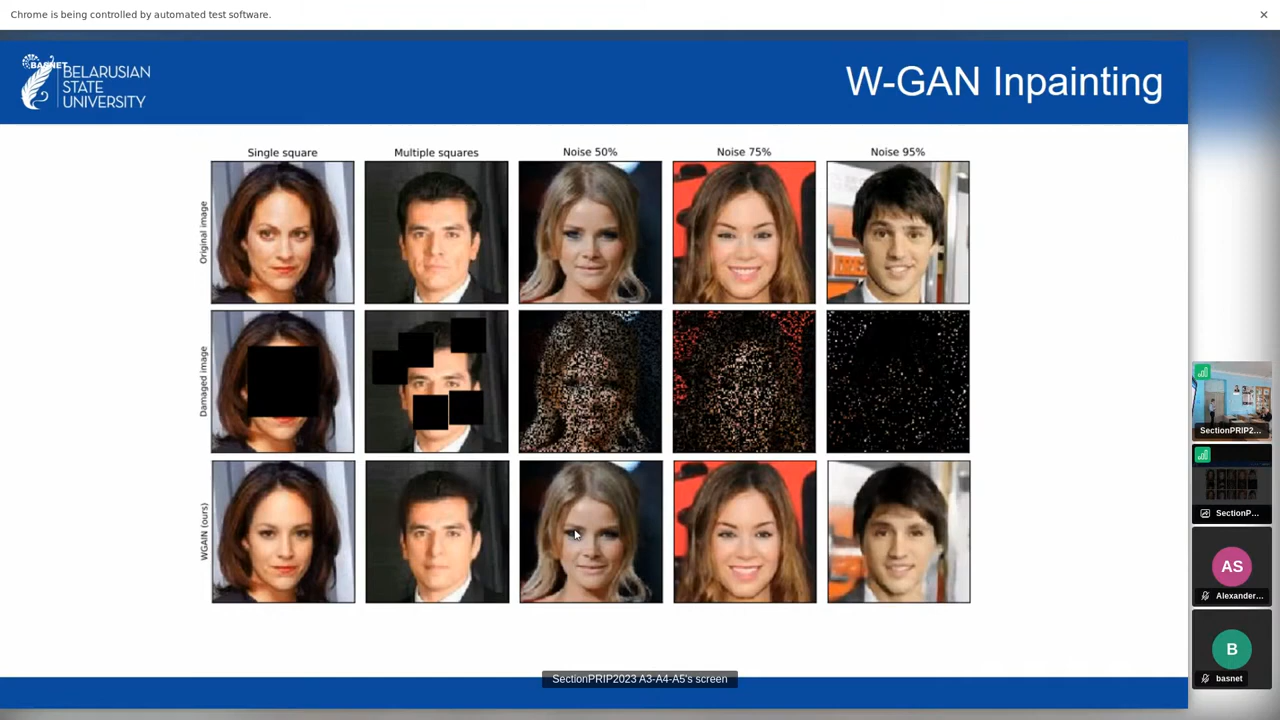 Chrome is being controlled by automated test software.
BASNET
BELARUSIAN
STATE
UNIVERSITY
W-GAN Inpainting
Single square
Multiple squares
Noise 50%
Noise 75%
Noise 95%
Original image
Damaged image
WGAIN (ours)
SectionPRIP2...
SectionP...
AS
Alexander...
B
basnet
SectionPRIP2023 A3-A4-A5's screen